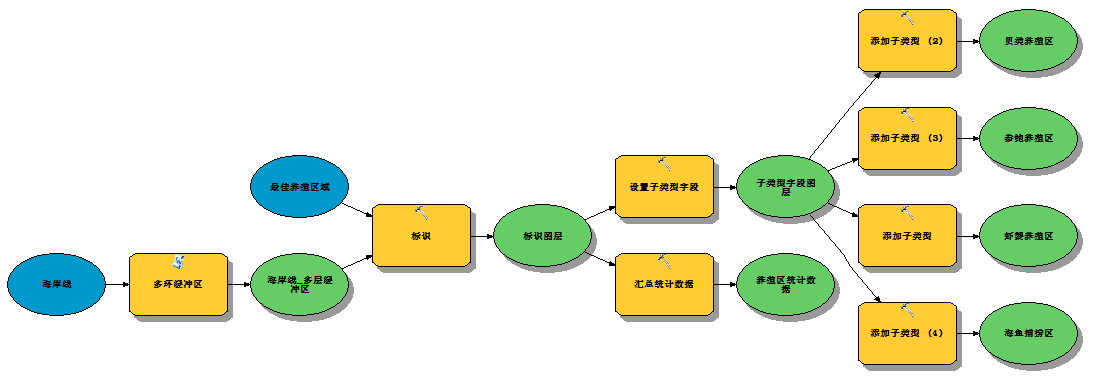 添加子类型 (2)
贝类养殖区
添加子类型 (3)
参鲍养殖区
最佳养殖区域
设置子类型字段
子类型字段图
层
标识
标识图层
添加子类型
虾蟹养殖区
海岸线
多环缓冲区
海岸线_多层缓
冲区
汇总统计数据
养殖区统计数
据
添加子类型 (4)
海鱼捕捞区